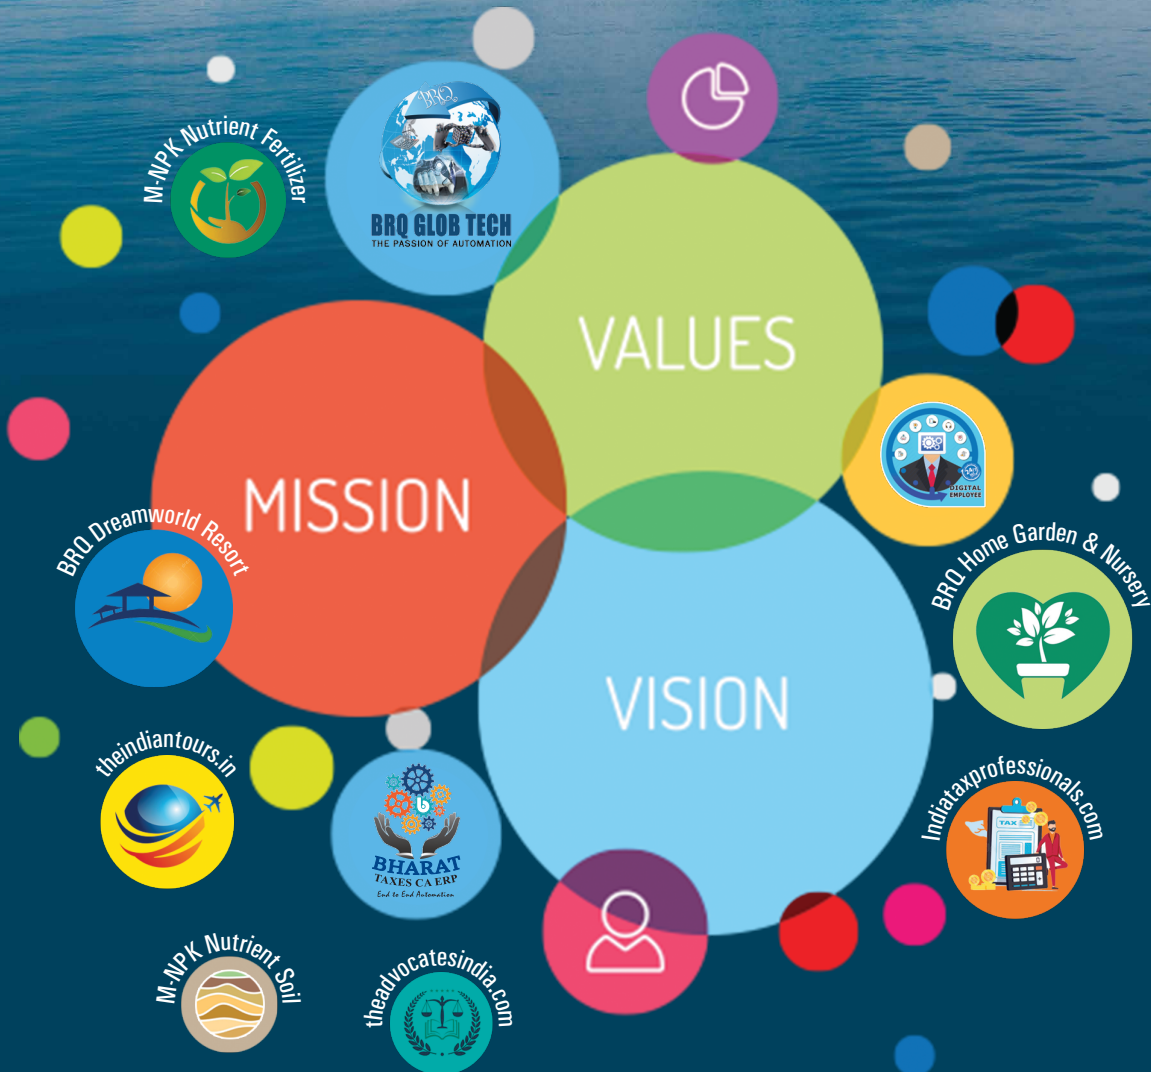 M-NPK Nutrient Fertilizer
BRQ
BRQ GLOB TECH
THE PASSION OF AUTOMATION
VALUES
MISSION
DIGITAL
EMPLOYEE
BRQ Dreamworld Resort
BRQ Home Garden & Nursery
VISION
theindiantours.in
b
BHARAT
TAXES CA ERP
End to End Automation
Indiataxprofessionals.com
TAX
M-NPK Nutrient Soil
theadvocatesindia.com